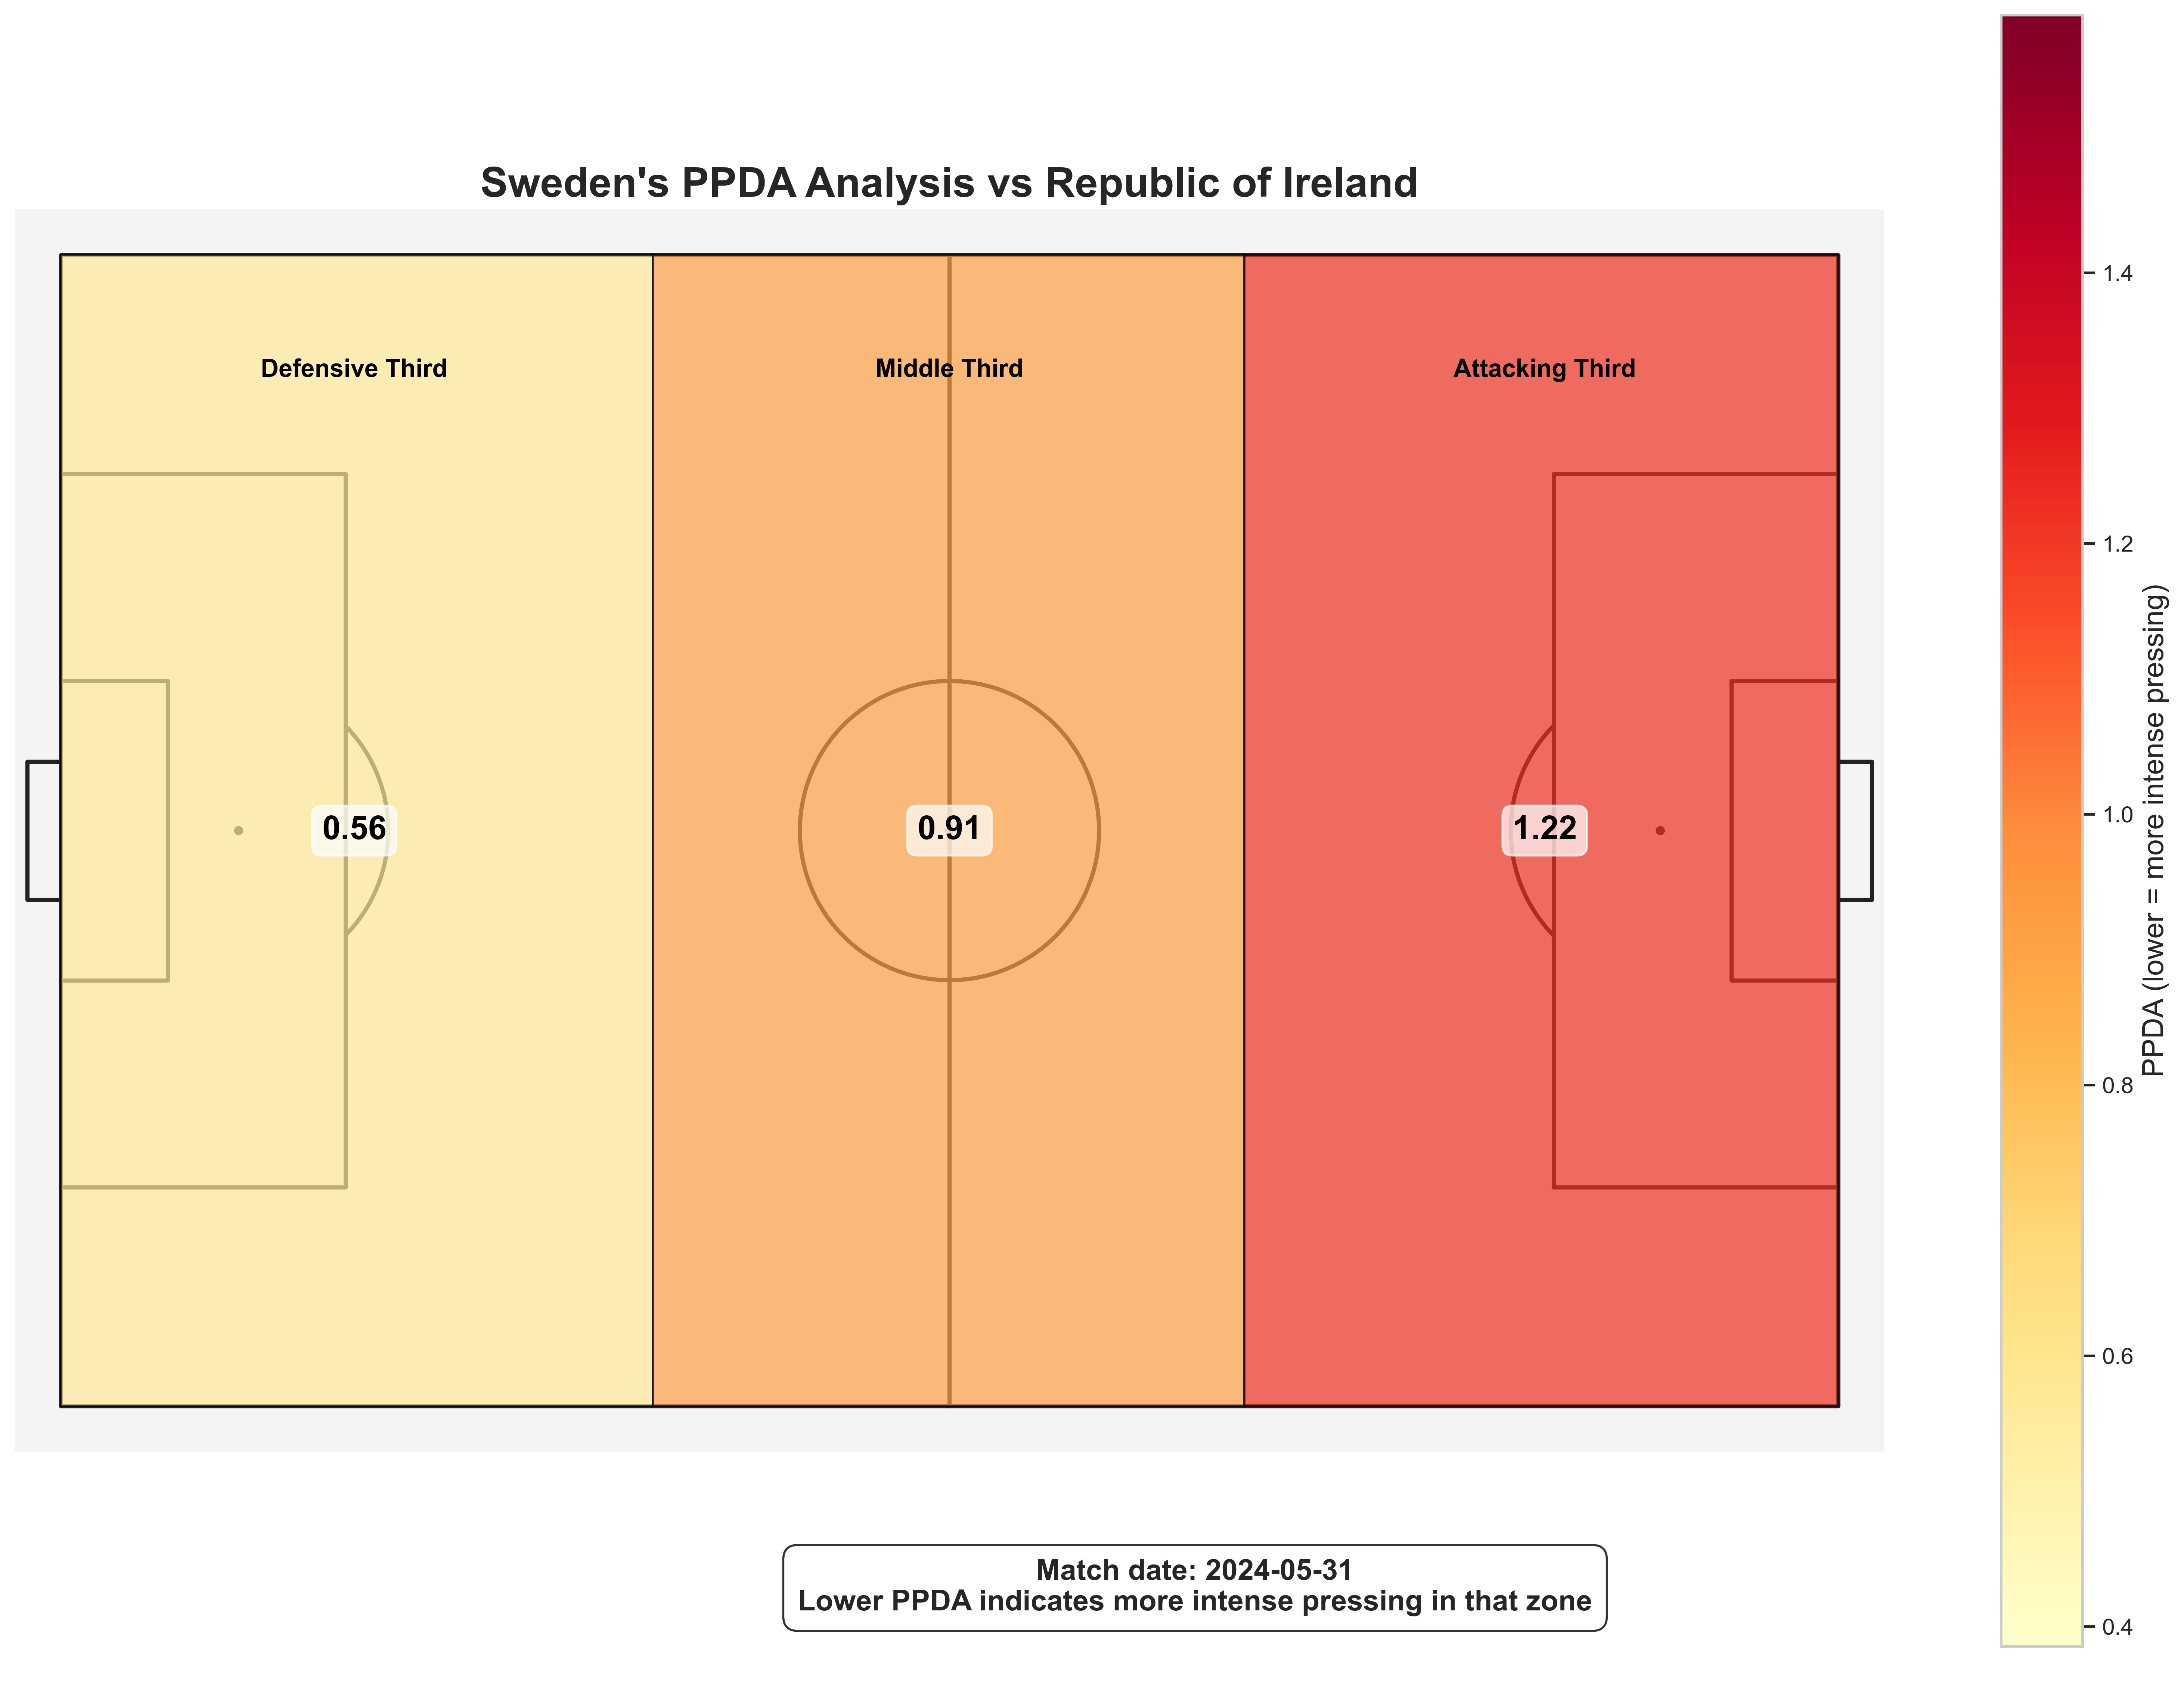 Sweden's PPDA Analysis vs Republic of Ireland
Defensive Third
Middle Third
Attacking Third
0.56
0.91
1.22
1.4
1.2
1.0
0.8
0.6
0.4
PPDA (lower = more intense pressing)
Match date: 2024-05-31
Lower PPDA indicates more intense pressing in that zone